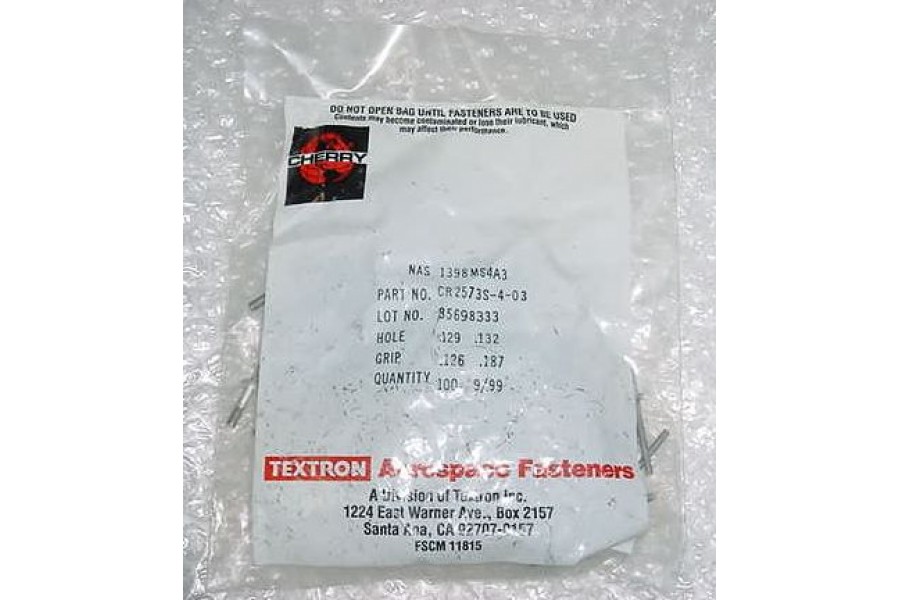 DO NOT OPEN BAG UNTIL FASTENERS ARE TO BE USED
Contents may become contaminated or lose their lubricant, which
may affect their performance.
CHERRY
NAS 1398MS4A3
PART NO. CR2573S-4-03
LOT NO. 85698333
HOLE .129 .132
GRIP .126 .187
QUANTITY 100 9/99
TEXTRON Aerospace Fasteners
A Division of Textron Inc.
1224 East Warner Ave., Box 2157
Santa Ana, CA 92707-0157
FSCM 11815